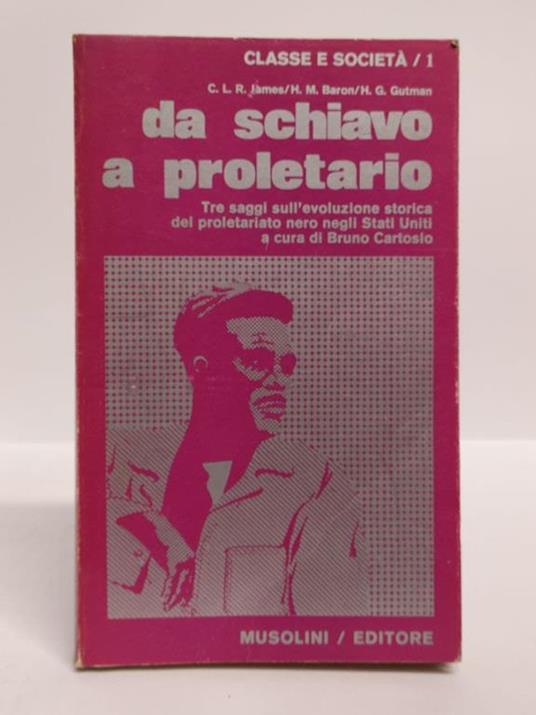 CLASSE E SOCIETÀ / 1
C. L. R. James/H. M. Baron/H. G. Gutman
da schiavo
a proletario
Tre saggi sull'evoluzione storica
del proletariato nero negli Stati Uniti
a cura di Bruno Cartosio
MUSOLINI / EDITORE